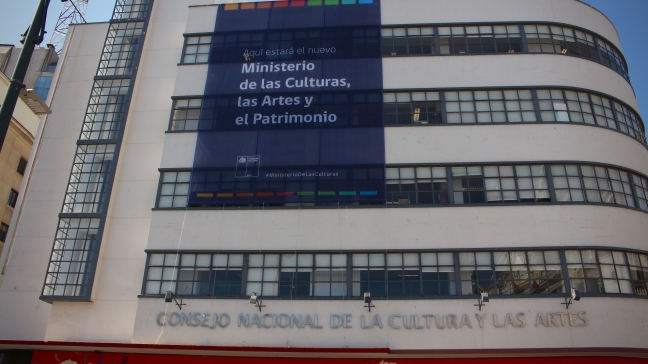 Aquí estará el nuevo
Ministerio
de las Culturas,
las Artes y
el Patrimonio
#MinisterioDeLasCulturas
CONSEJO NACIONAL DE LA CULTURA Y LAS ARTES